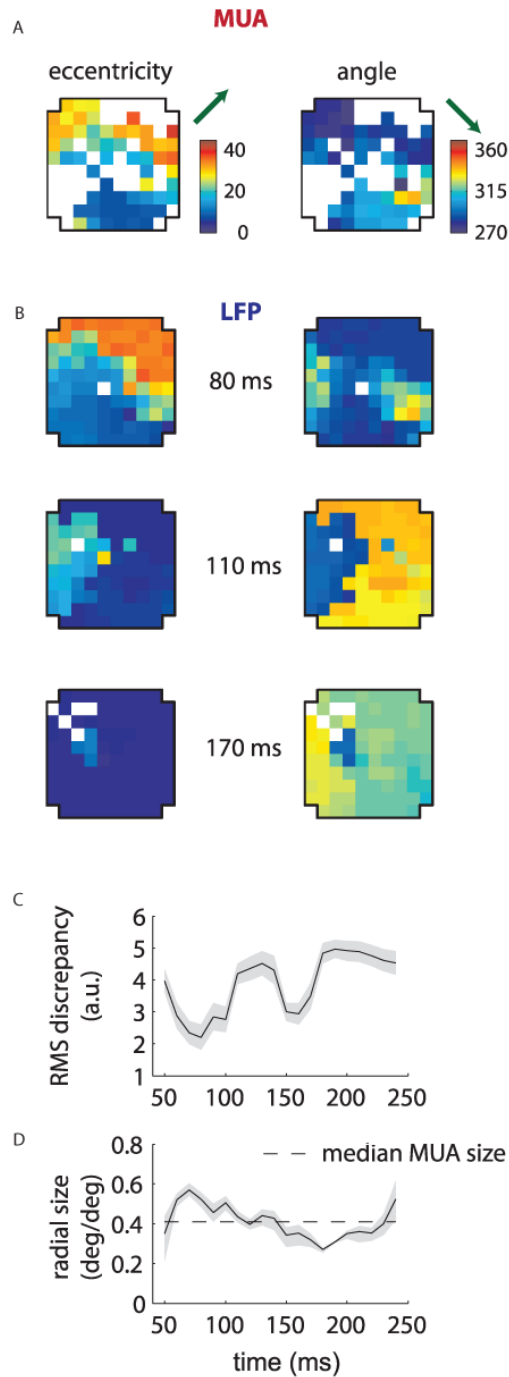 A
MUA
eccentricity
angle
40
20
0
360
315
270
B
LFP
80 ms
110 ms
170 ms
C
RMS discrepancy
(a.u.)
6
5
4
3
2
1
50 100 150 200 250
D
radial size
(deg/deg)
0.8
0.6
0.4
0.2
0
median MUA size
50 100 150 200 250
time (ms)